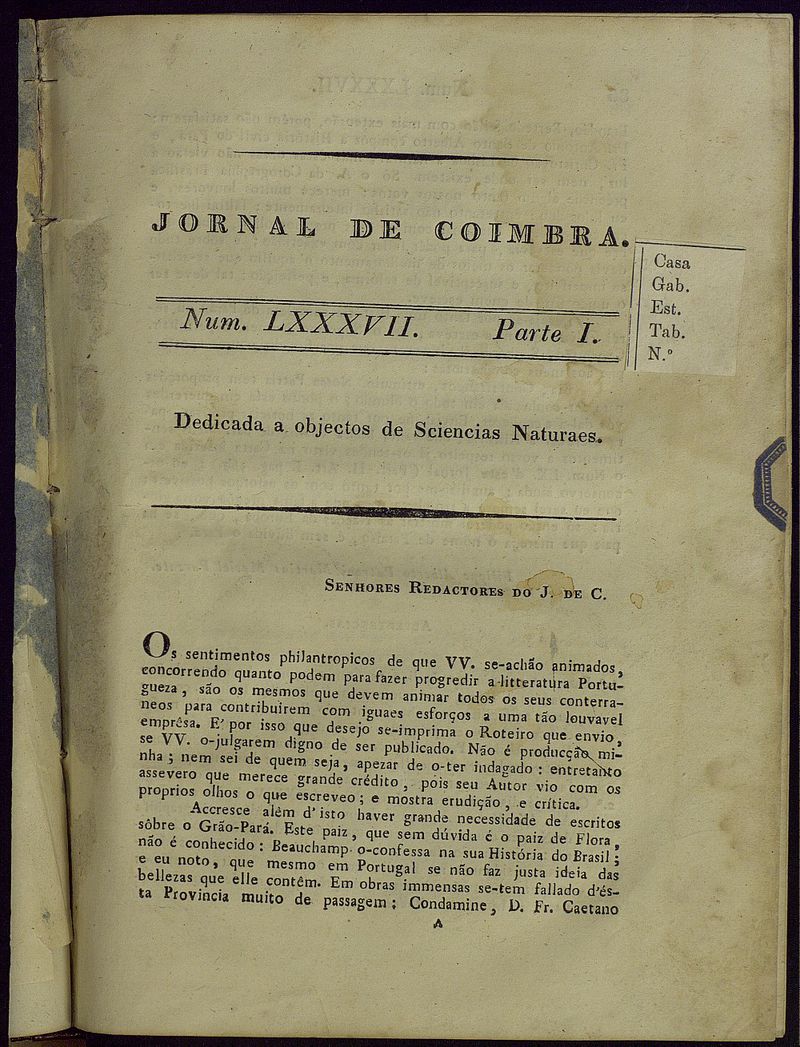 JORNAL DE COIMBRA.
Casa
Gab.
Est.
Tab.
N.º
Num. LXXXVII. Parte I.
Dedicada a objectos de Sciencias Naturaes.
SENHORES REDACTORES DO J. DE C.
Os sentimentos philantropicos de que VV. se-achão animados,
concorrendo quanto podem para fazer progredir a litteratura Portu-
gueza, são os mesmos que devem animar todos os seus conterra-
neos para contribuirem com iguaes esforços a uma tão louvavel
emprêsa. E' por isso que desejo se-imprima o Roteiro que envio,
se VV. o-julgarem digno de ser publicado. Não é producção mi-
nha; nem sei de quem seja, apezar de o-ter indagado: entretanto
assevero que merece grande crédito, pois seu Autor vio com os
proprios olhos o que escreveo; e mostra erudição, e crítica.
Accresce além d'isto haver grande necessidade de escritos
sôbre o Grão-Pará. Este paiz, que sem dúvida é o paiz de Flora,
não é conhecido: Beauchamp o-confessa na sua História do Brasil;
e eu noto, que mesmo em Portugal se não faz justa ideia das
bellezas que elle contêm. Em obras immensas se-tem fallado d'és-
ta Provincia muito de passagem: Condamine, D. Fr. Caetano
A